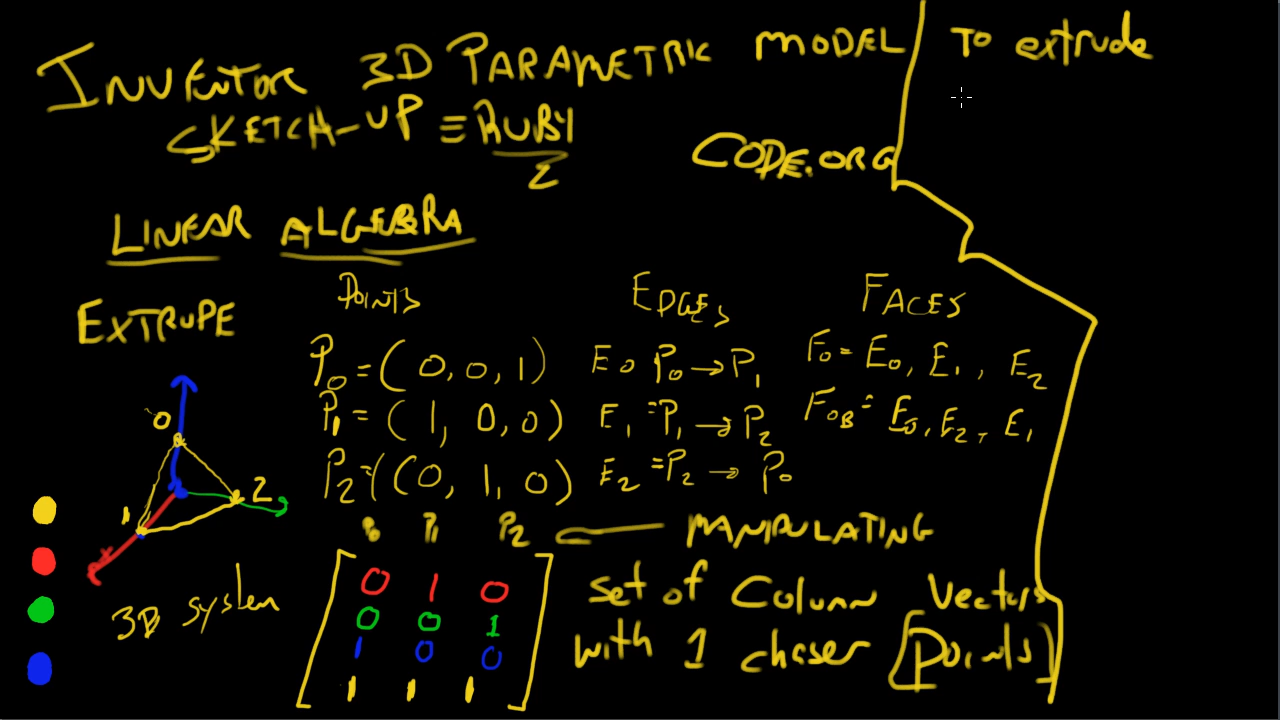 INVENTOR 3D PARAMETRIC MODEL
SKETCH-UP ≡ RUBY
2
CODE.ORG
TO extrude
LINEAR ALGEBRA
EXTRUPE
POINTS EDGES FACES
P0 = (0, 0, 1) E0 P0 → P1 F0 = E0, E1, E2
P1 = (1, 0, 0) E1 = P1 → P2 F0B = E0, E2, E1
P2 = ((0, 1, 0) E2 = P2 → P0
0
1
2
3D system
P0 P1 P2 ← MANIPULATING
0 1 0
0 0 1
1 0 0
1 1 1
set of Column Vectors
with 1 chaser [points]